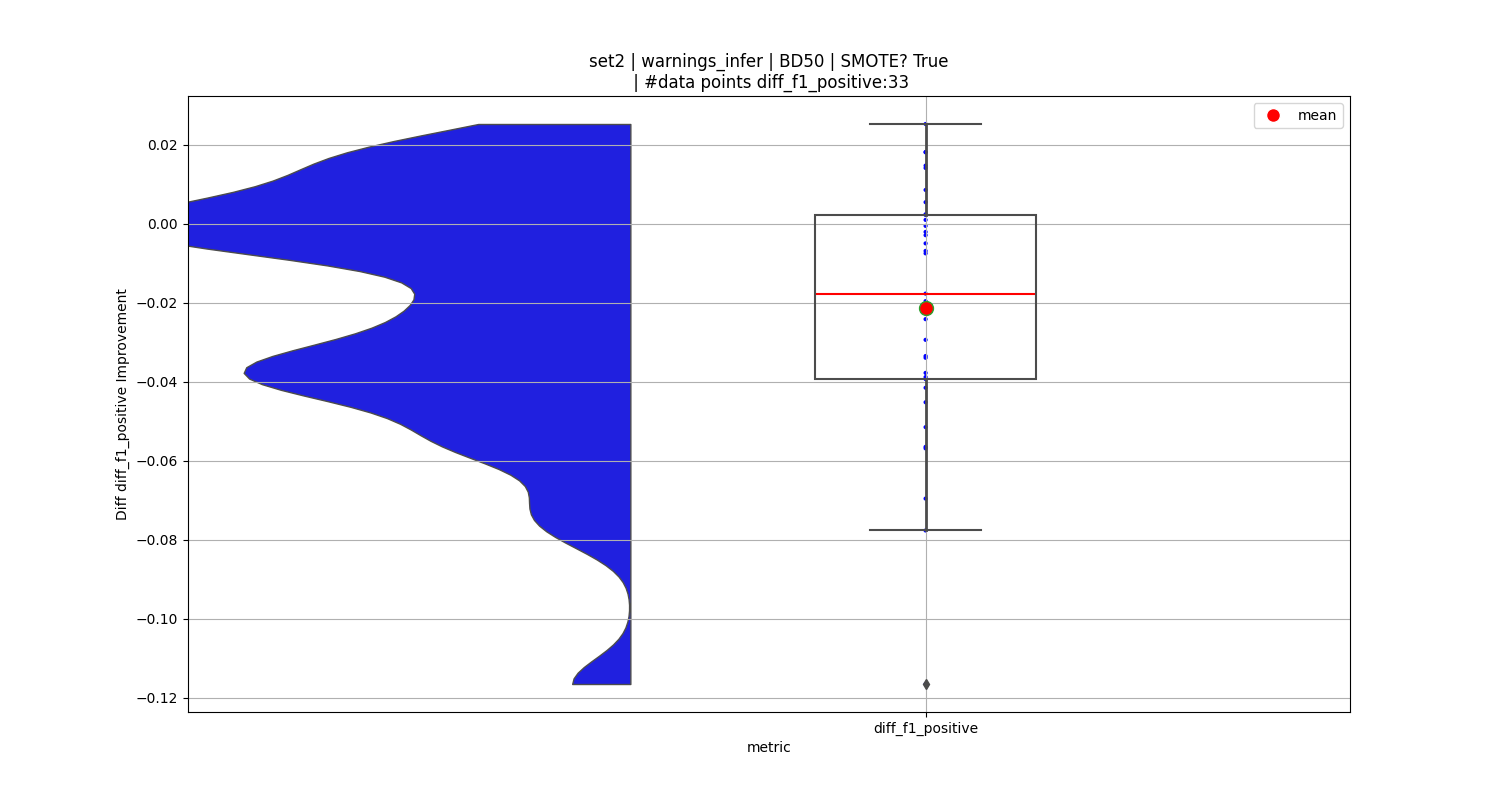 set2 | warnings_infer | BD50 | SMOTE? True
| #data points diff_f1_positive:33
mean
0.02
0.00
−0.02
−0.04
−0.06
−0.08
−0.10
−0.12
Diff diff_f1_positive Improvement
diff_f1_positive
metric